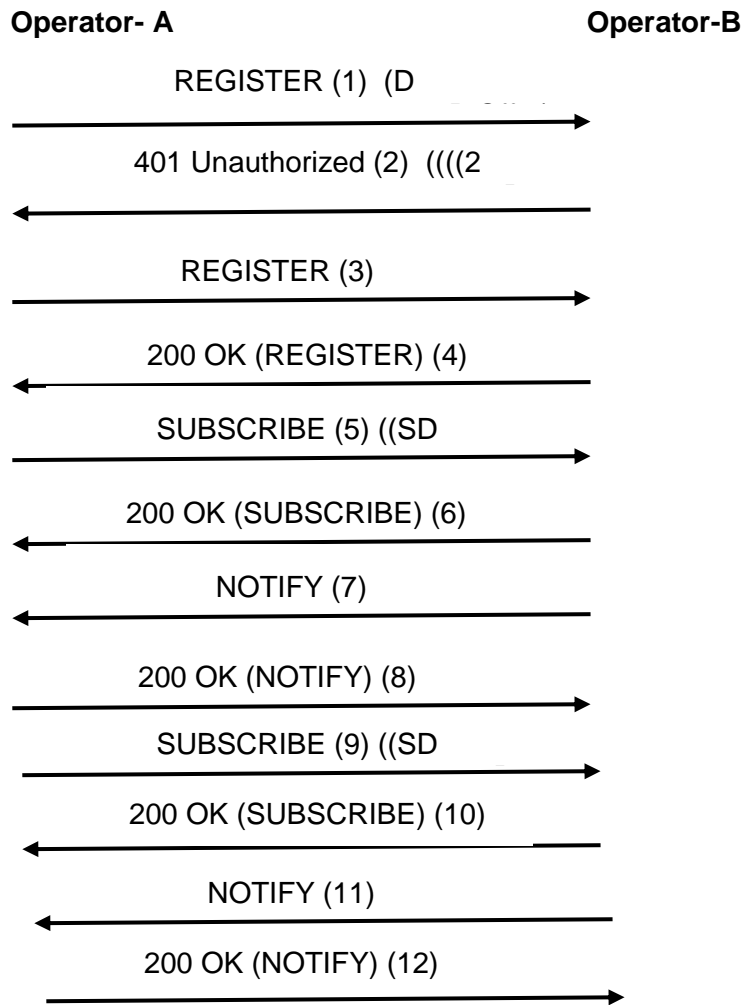 Operator- A Operator-B
REGISTER (1) (D
401 Unauthorized (2) ((((2
REGISTER (3)
200 OK (REGISTER) (4)
SUBSCRIBE (5) ((SD
200 OK (SUBSCRIBE) (6)
NOTIFY (7)
200 OK (NOTIFY) (8)
SUBSCRIBE (9) ((SD
200 OK (SUBSCRIBE) (10)
NOTIFY (11)
200 OK (NOTIFY) (12)